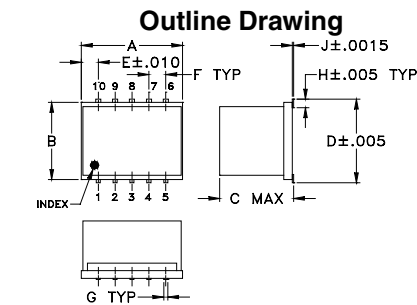 Outline Drawing
A
J±.0015
E±.010
F TYP
H±.005 TYP
10 9 8 7 6
B
D±.005
INDEX
1 2 3 4 5
C MAX
G TYP